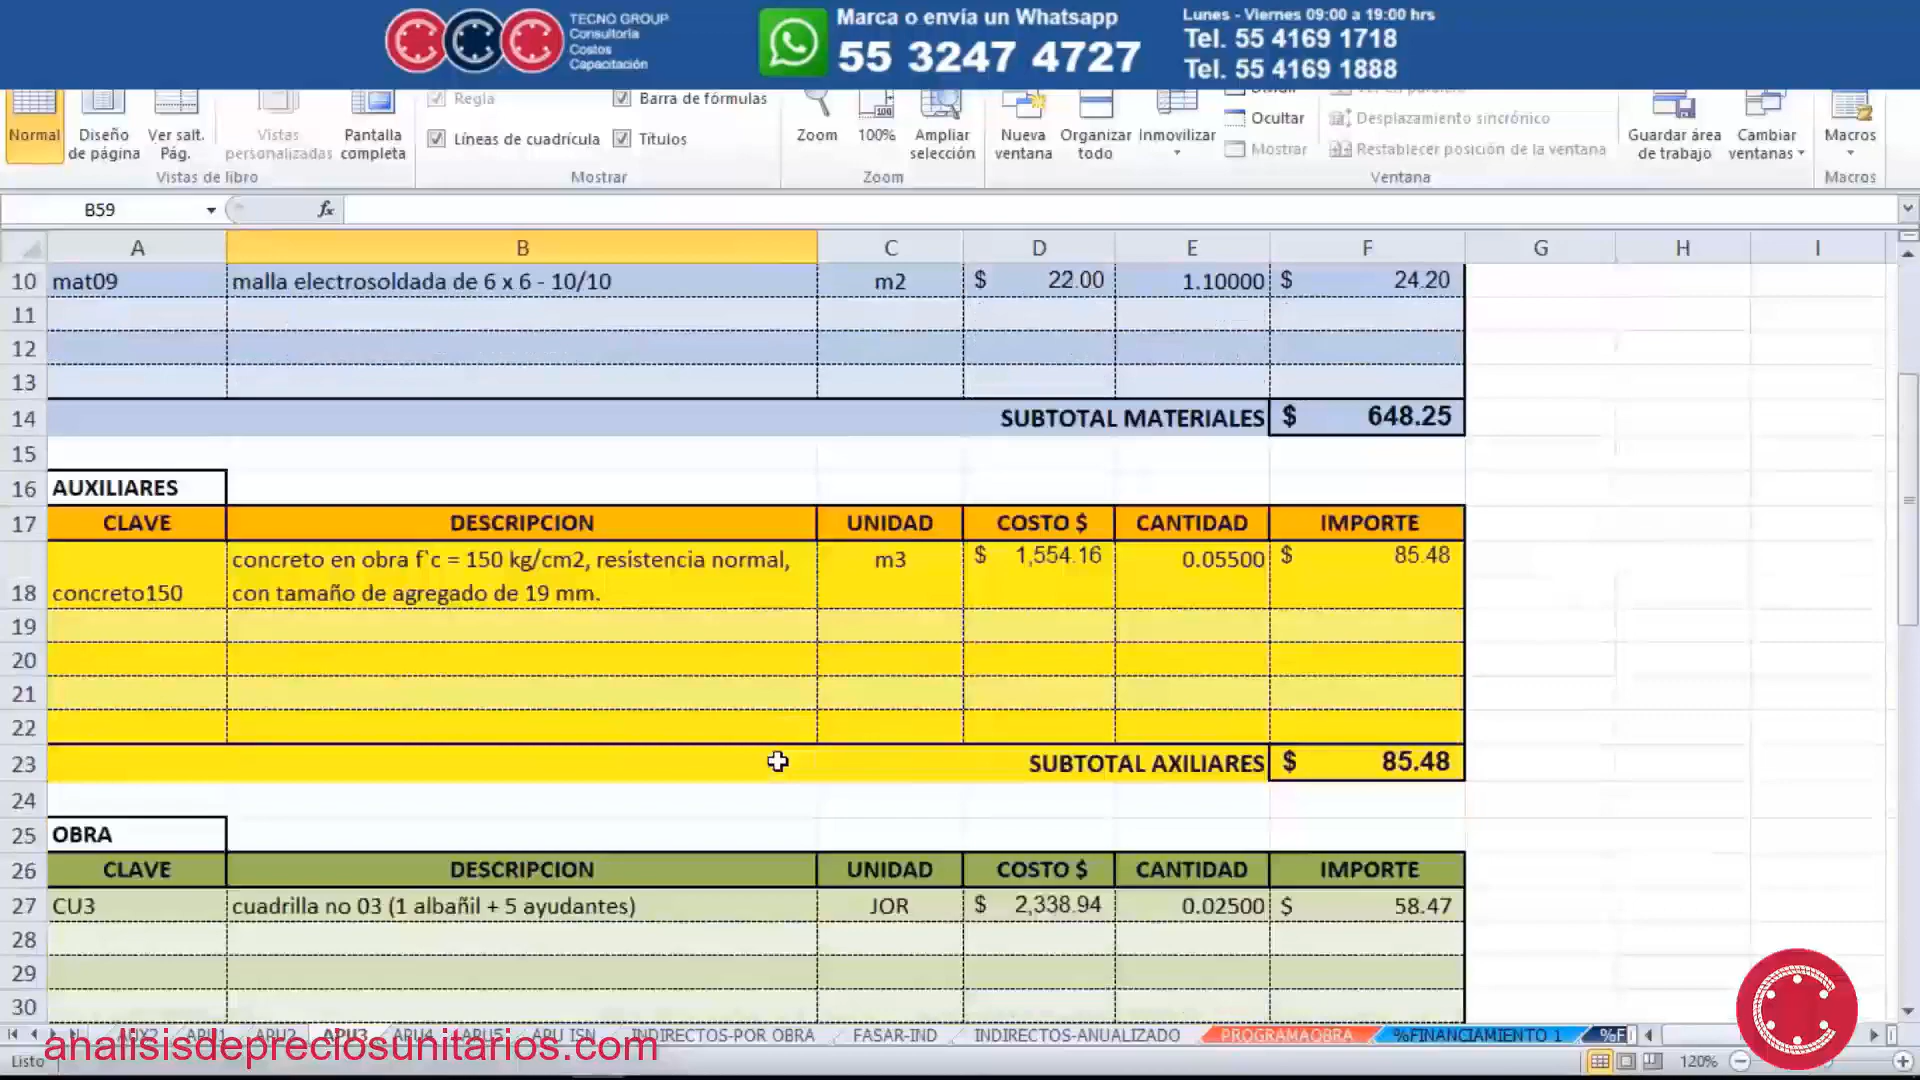 TECNO GROUP
Consultoría
Costos
Capacitación
Marca o envía un Whatsapp
55 3247 4727
Lunes - Viernes 09:00 a 19:00 hrs
Tel. 55 4169 1718
Tel. 55 4169 1888
Normal
Diseño de página
Ver salt. Pág.
Vistas personalizadas
Pantalla completa
Vistas de libro
Regla
Barra de fórmulas
Líneas de cuadrícula
Títulos
Mostrar
Zoom
100%
Ampliar selección
Zoom
Nueva ventana
Organizar todo
Inmovilizar
Ocultar
Mostrar
Desplazamiento sincrónico
Restablecer posición de la ventana
Ventana
Guardar área de trabajo
Cambiar ventanas
Macros
Macros
B59
fx
A B C D E F G H I
10 mat09 malla electrosoldada de 6 x 6 - 10/10 m2 $ 22.00 1.10000 $ 24.20
11
12
13
14 SUBTOTAL MATERIALES $ 648.25
15
16 AUXILIARES
17 CLAVE DESCRIPCION UNIDAD COSTO $ CANTIDAD IMPORTE
concreto en obra f`c = 150 kg/cm2, resistencia normal, m3 $ 1,554.16 0.05500 $ 85.48
18 concreto150 con tamaño de agregado de 19 mm.
19
20
21
22
23 SUBTOTAL AXILIARES $ 85.48
24
25 OBRA
26 CLAVE DESCRIPCION UNIDAD COSTO $ CANTIDAD IMPORTE
27 CU3 cuadrilla no 03 (1 albañil + 5 ayudantes) JOR $ 2,338.94 0.02500 $ 58.47
28
29
30
AUX2 APU1 APU2 APU3 APU4 APU5 APU ISN INDIRECTOS-POR OBRA FASAR-IND INDIRECTOS-ANUALIZADO PROGRAMAOBRA %FINANCIAMIENTO 1 %F
analisisdepreciosunitarios.com
Listo
120%